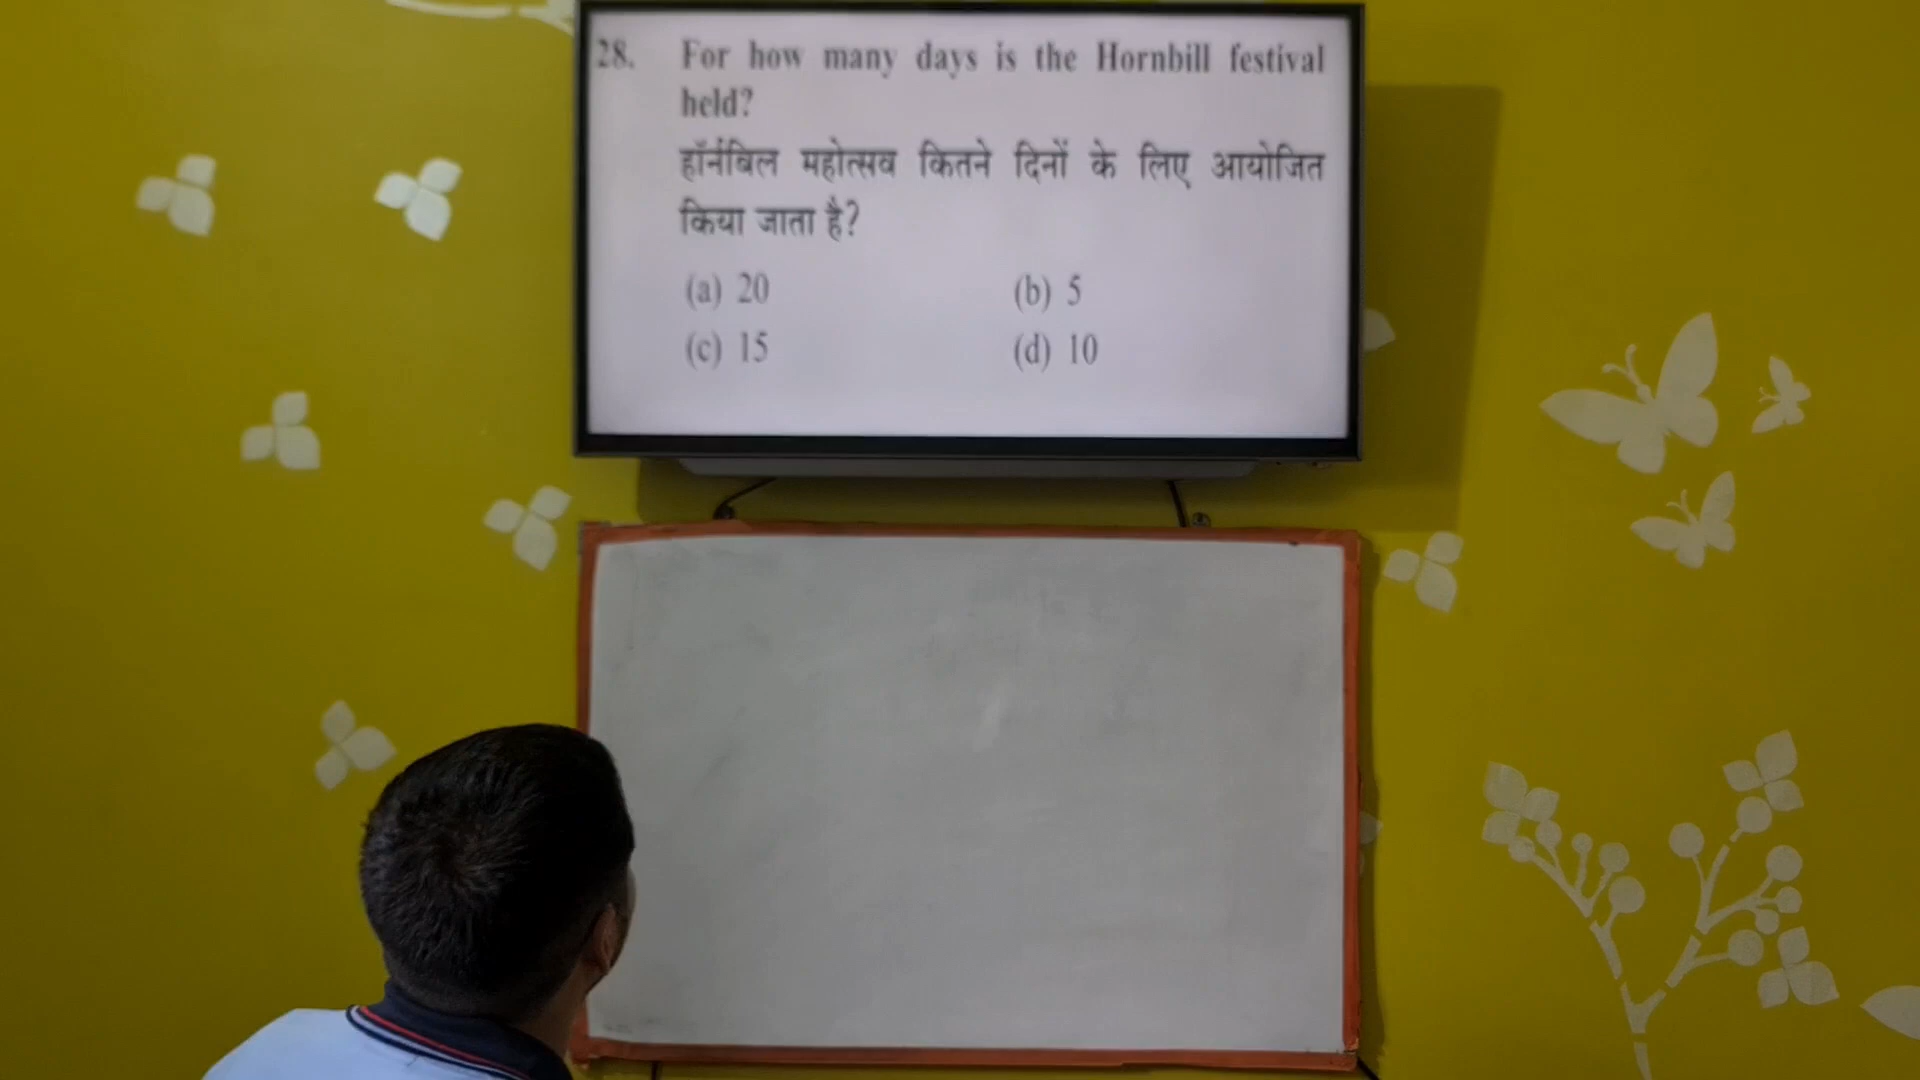 28. For how many days is the Hornbill festival
held?
हॉर्नबिल महोत्सव कितने दिनों के लिए आयोजित
किया जाता है?
(a) 20 (b) 5
(c) 15 (d) 10